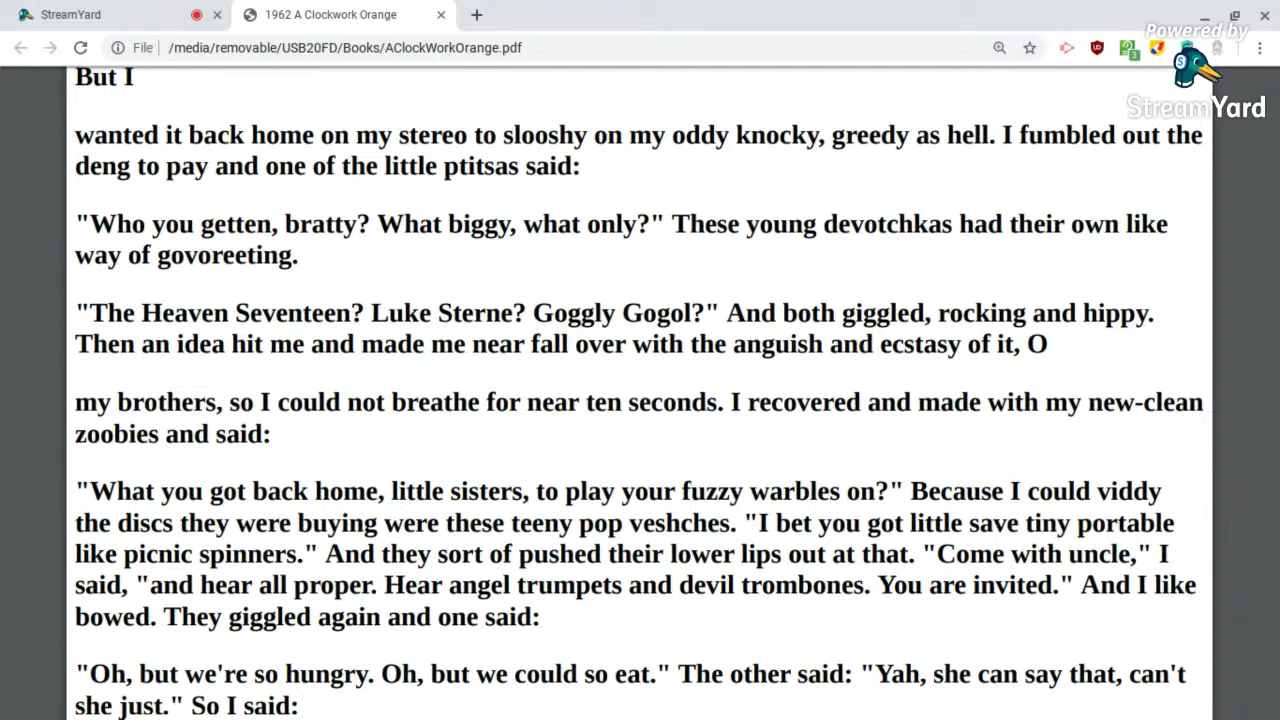 StreamYard
1962 A Clockwork Orange
File
/media/removable/USB20FD/Books/AClockWorkOrange.pdf
Powered by
StreamYard
But I
wanted it back home on my stereo to slooshy on my oddy knocky, greedy as hell. I fumbled out the
deng to pay and one of the little ptitsas said:
"Who you getten, bratty? What biggy, what only?" These young devotchkas had their own like
way of govoreeting.
"The Heaven Seventeen? Luke Sterne? Goggly Gogol?" And both giggled, rocking and hippy.
Then an idea hit me and made me near fall over with the anguish and ecstasy of it, O
my brothers, so I could not breathe for near ten seconds. I recovered and made with my new-clean
zoobies and said:
"What you got back home, little sisters, to play your fuzzy warbles on?" Because I could viddy
the discs they were buying were these teeny pop veshches. "I bet you got little save tiny portable
like picnic spinners." And they sort of pushed their lower lips out at that. "Come with uncle," I
said, "and hear all proper. Hear angel trumpets and devil trombones. You are invited." And I like
bowed. They giggled again and one said:
"Oh, but we're so hungry. Oh, but we could so eat." The other said: "Yah, she can say that, can't
she just." So I said: